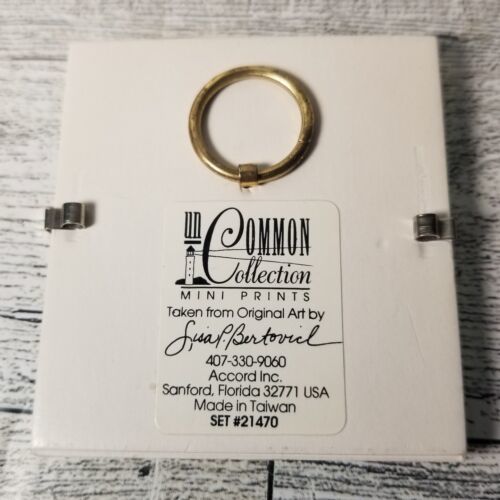 un Common
Collection
MINI PRINTS
Taken from Original Art by
Lisa P. Bertovich
407-330-9060
Accord Inc.
Sanford, Florida 32771 USA
Made in Taiwan
SET #21470